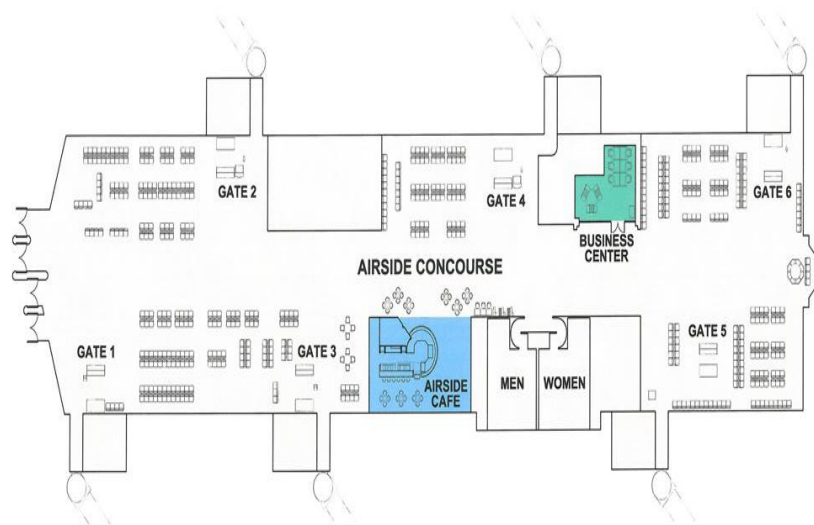 GATE 2
GATE 4
GATE 6
BUSINESS
CENTER
AIRSIDE CONCOURSE
GATE 1
GATE 3
AIRSIDE
CAFE
MEN
WOMEN
GATE 5